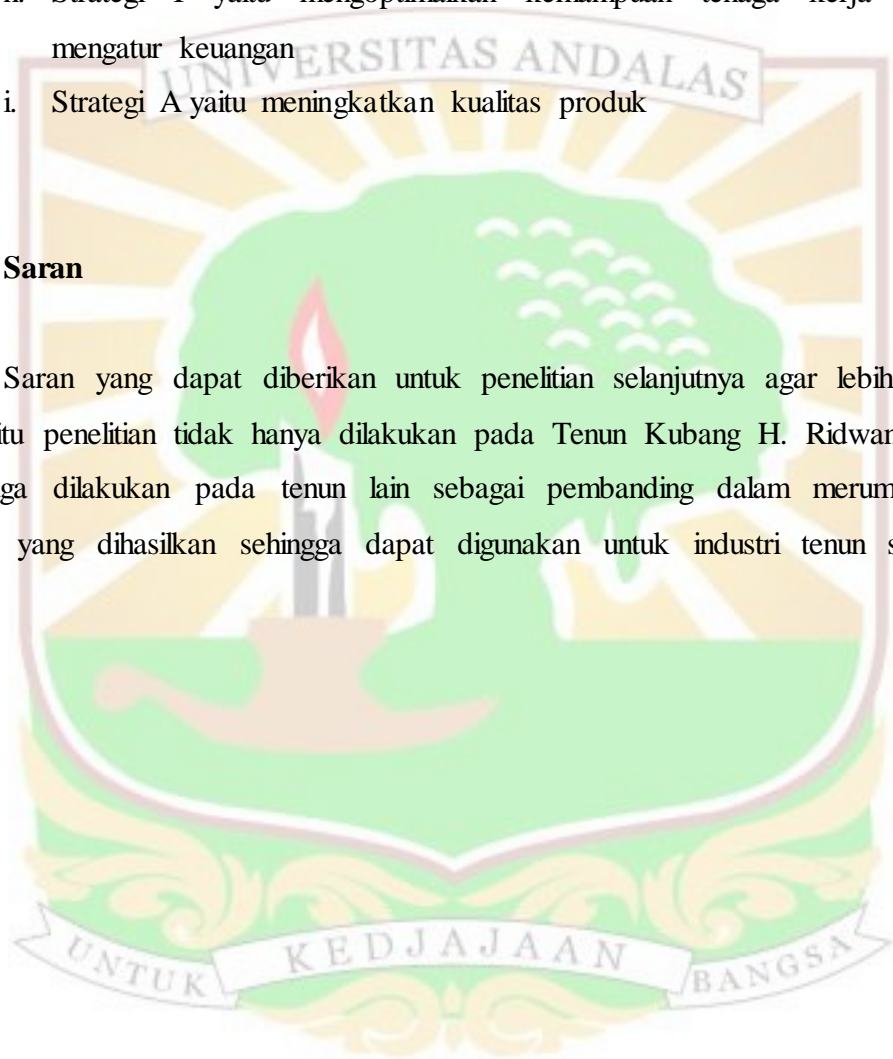 yaitu mengoptimalkan kemampuan tenaga kerja
mengatur keuangan
UNIVERSITAS ANDALAS
i. Strategi A yaitu meningkatkan kualitas produk
Saran
Saran yang dapat diberikan untuk penelitian selanjutnya agar lebih
itu penelitian tidak hanya dilakukan pada Tenun Kubang H. Ridwan
ga dilakukan pada tenun lain sebagai pembanding dalam merum
yang dihasilkan sehingga dapat digunakan untuk industri tenun s
UNTUK KEDJAJAAN BANGSA